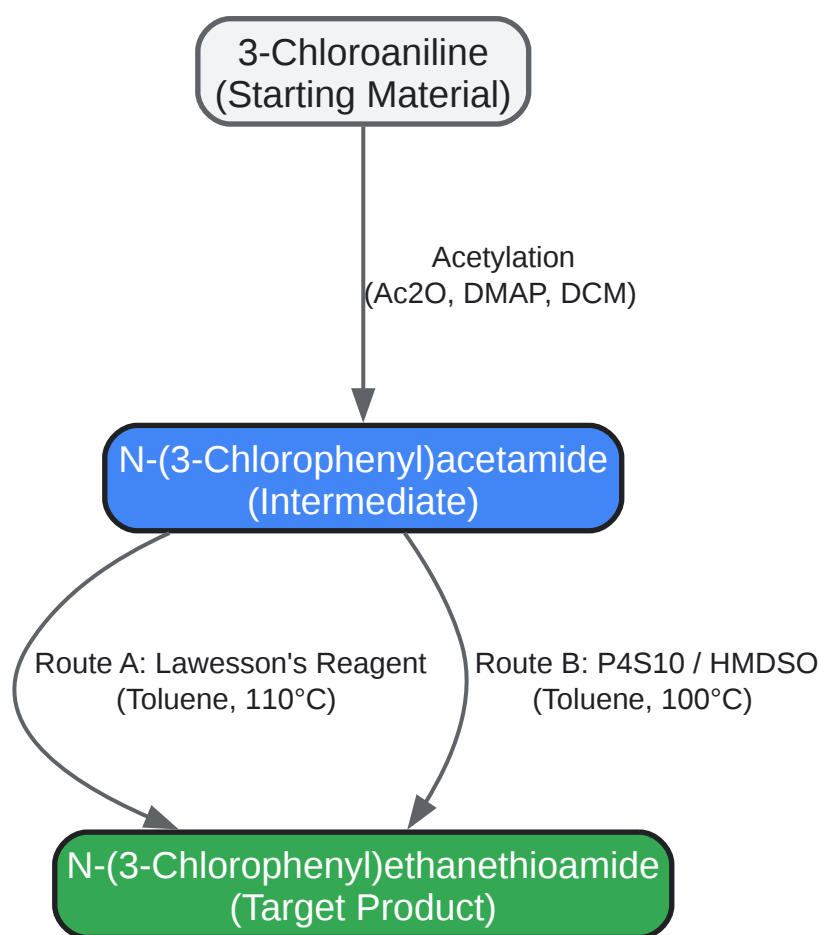 3-Chloroaniline
(Starting Material)
Acetylation
(Ac2O, DMAP, DCM)
N-(3-Chlorophenyl)acetamide
(Intermediate)
Route A: Lawesson's Reagent
(Toluene, 110°C)
Route B: P4S10 / HMDSO
(Toluene, 100°C)
N-(3-Chlorophenyl)ethanethioamide
(Target Product)